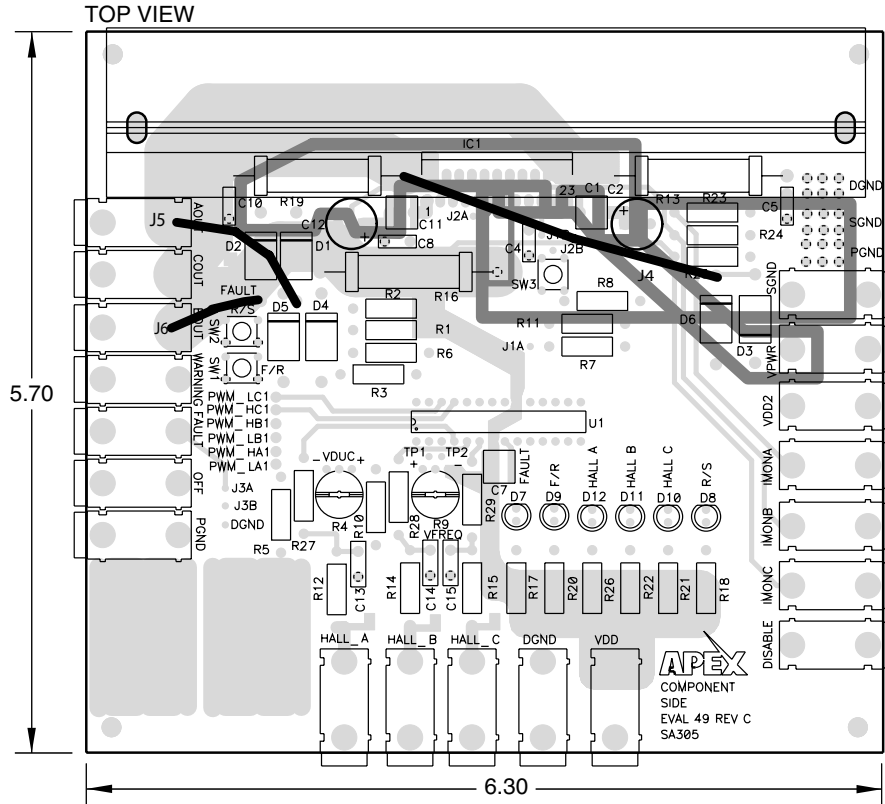 TOP VIEW
5.70
6.30
IC1
C10
R19
C12
1
C11
J2A
C8
23
C1
C2
R13
R23
C5
DGND
SGND
PGND
R24
J5
AOUT
D2
D1
C4
J2B
J4
SGND
COUT
FAULT
R16
SW3
R8
R2
J6
BOUT
R/S
SW2
D5
D4
R1
R11
J1A
D6
D3
VPWR
R6
R7
SW1
F/R
R3
WARNING
FAULT
VDD2
PWM_LC1
PWM_HC1
PWM_HB1
PWM_LB1
PWM_HA1
PWM_LA1
U1
-VDUC+
TP1
+
TP2
-
C7
FAULT
F/R
HALL A
HALL B
HALL C
R/S
IMONA
OFF
J3A
J3B
DGND
R4
R10
R28
R9
R29
D7
D9
D12
D11
D10
D8
IMONB
PGND
R5
R27
VFREQ
R12
C13
R14
C14
C15
R15
R17
R20
R26
R22
R21
R18
IMONC
HALL_A
HALL_B
HALL_C
DGND
VDD
DISABLE
APEX
COMPONENT
SIDE
EVAL 49 REV C
SA305